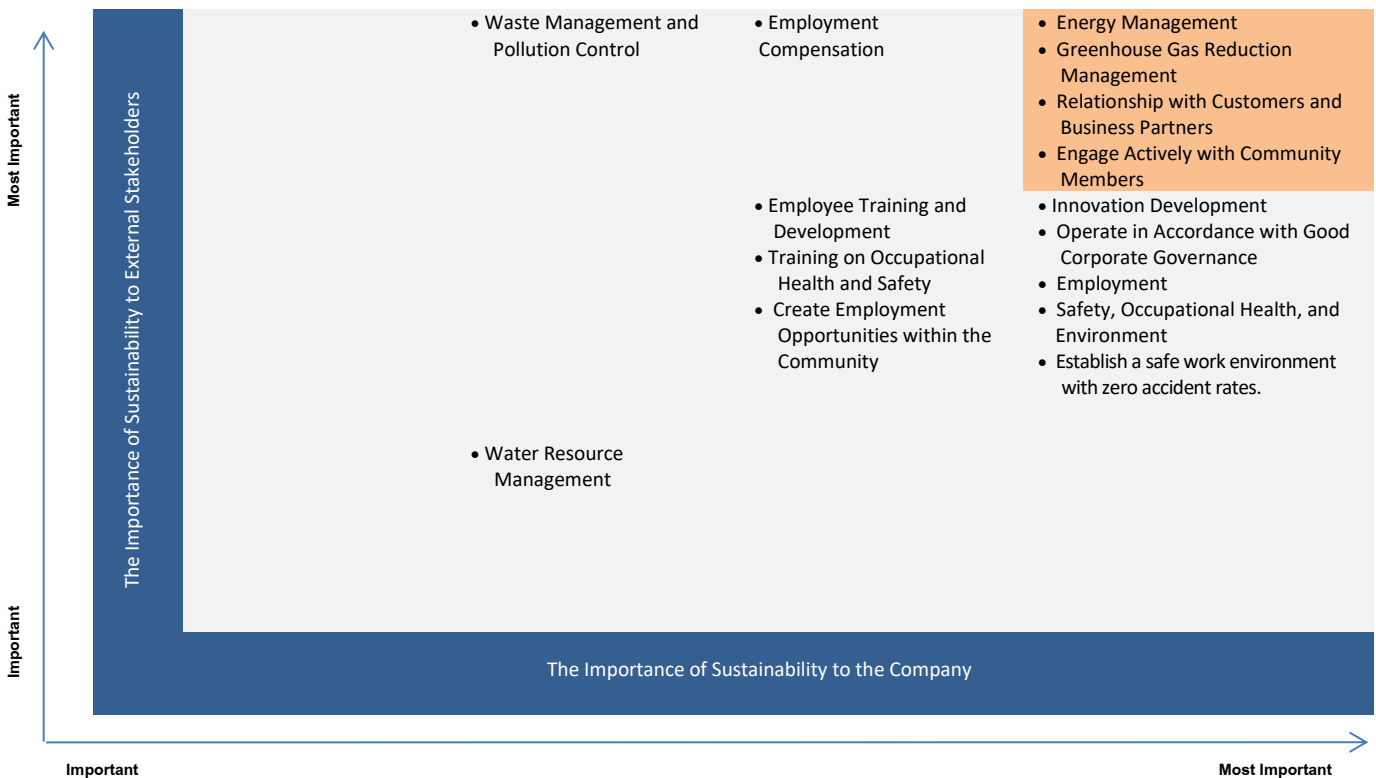 Most Important
Important
The Importance of Sustainability to External Stakeholders
• Waste Management and
Pollution Control
• Employment
Compensation
• Energy Management
• Greenhouse Gas Reduction
Management
• Relationship with Customers and
Business Partners
• Engage Actively with Community
Members
• Employee Training and
Development
• Training on Occupational
Health and Safety
• Create Employment
Opportunities within the
Community
• Innovation Development
• Operate in Accordance with Good
Corporate Governance
• Employment
• Safety, Occupational Health, and
Environment
• Establish a safe work environment
with zero accident rates.
• Water Resource
Management
The Importance of Sustainability to the Company
Important
Most Important